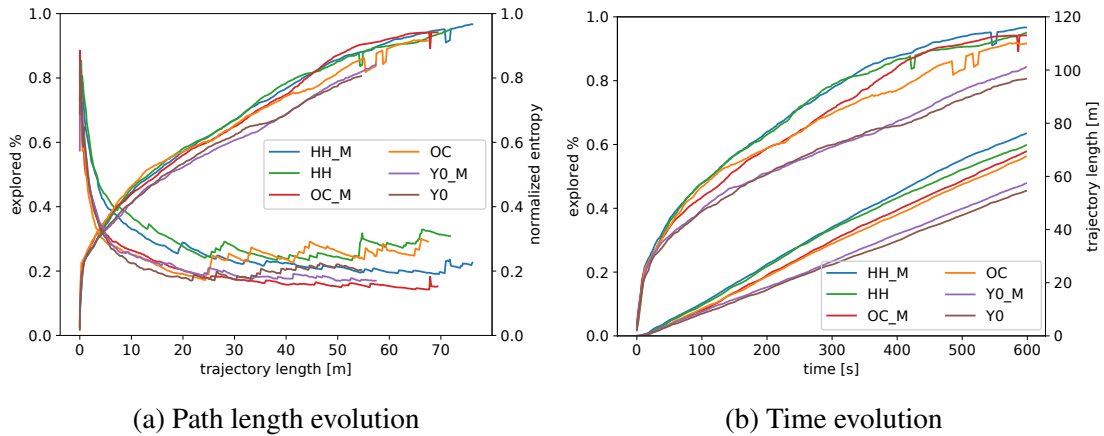 1.0
0.8
0.6
0.4
0.2
0.0
explored %
0 10 20 30 40 50 60 70
trajectory length [m]
1.0
0.8
0.6
0.4
0.2
0.0
normalized entropy
HH_M
HH
OC_M
OC
Y0_M
Y0
(a) Path length evolution
1.0
0.8
0.6
0.4
0.2
0.0
explored %
0 100 200 300 400 500 600
time [s]
120
100
80
60
40
20
0
trajectory length [m]
HH_M
HH
OC_M
OC
Y0_M
Y0
(b) Time evolution